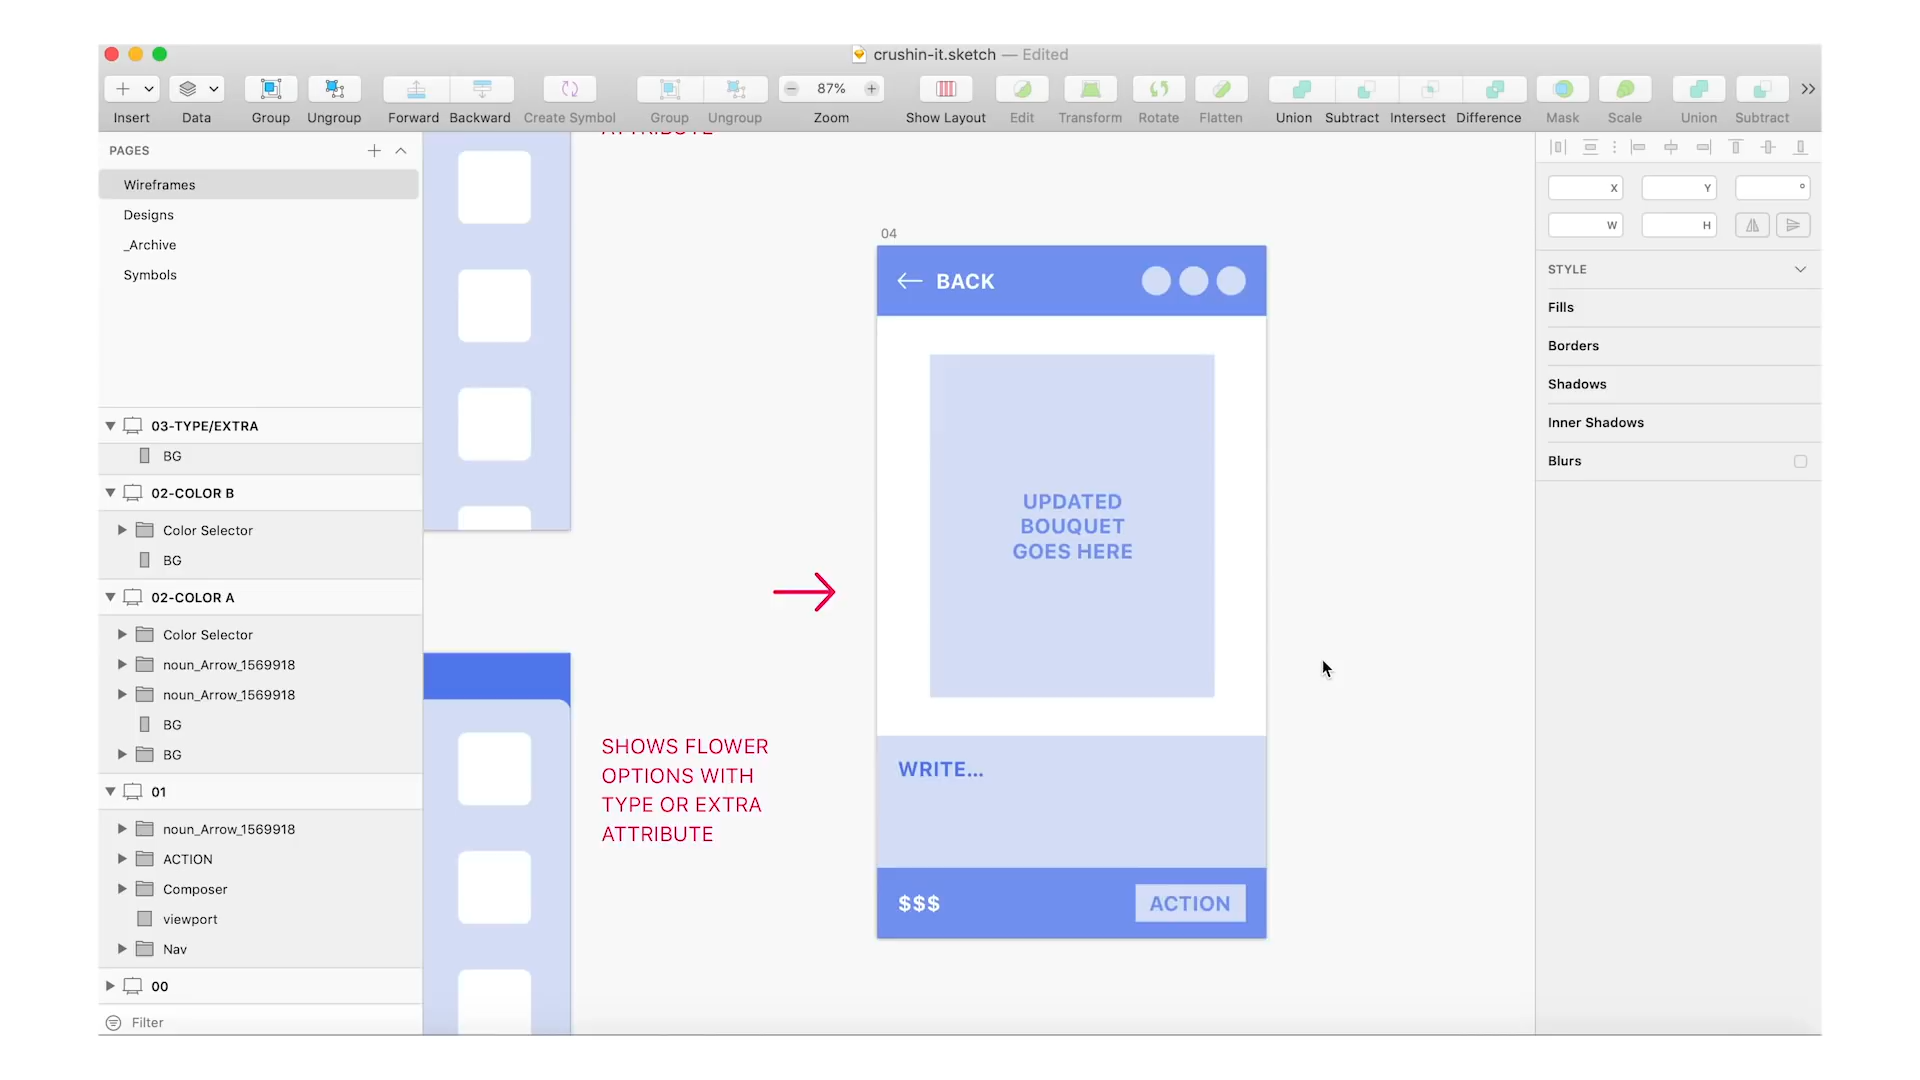 crushin-it.sketch — Edited
87%
Insert Data Group Ungroup Forward Backward Create Symbol Group Ungroup Zoom Show Layout Edit Transform Rotate Flatten Union Subtract Intersect Difference Mask Scale Union Subtract
PAGES
Wireframes
Designs
_Archive
Symbols
03-TYPE/EXTRA
BG
02-COLOR B
Color Selector
BG
02-COLOR A
Color Selector
noun_Arrow_1569918
noun_Arrow_1569918
BG
BG
01
noun_Arrow_1569918
ACTION
Composer
viewport
Nav
00
Filter
ATTRIBUTE
SHOWS FLOWER
OPTIONS WITH
TYPE OR EXTRA
ATTRIBUTE
04
BACK
UPDATED
BOUQUET
GOES HERE
WRITE...
$$$
ACTION
X Y °
W H
STYLE
Fills
Borders
Shadows
Inner Shadows
Blurs